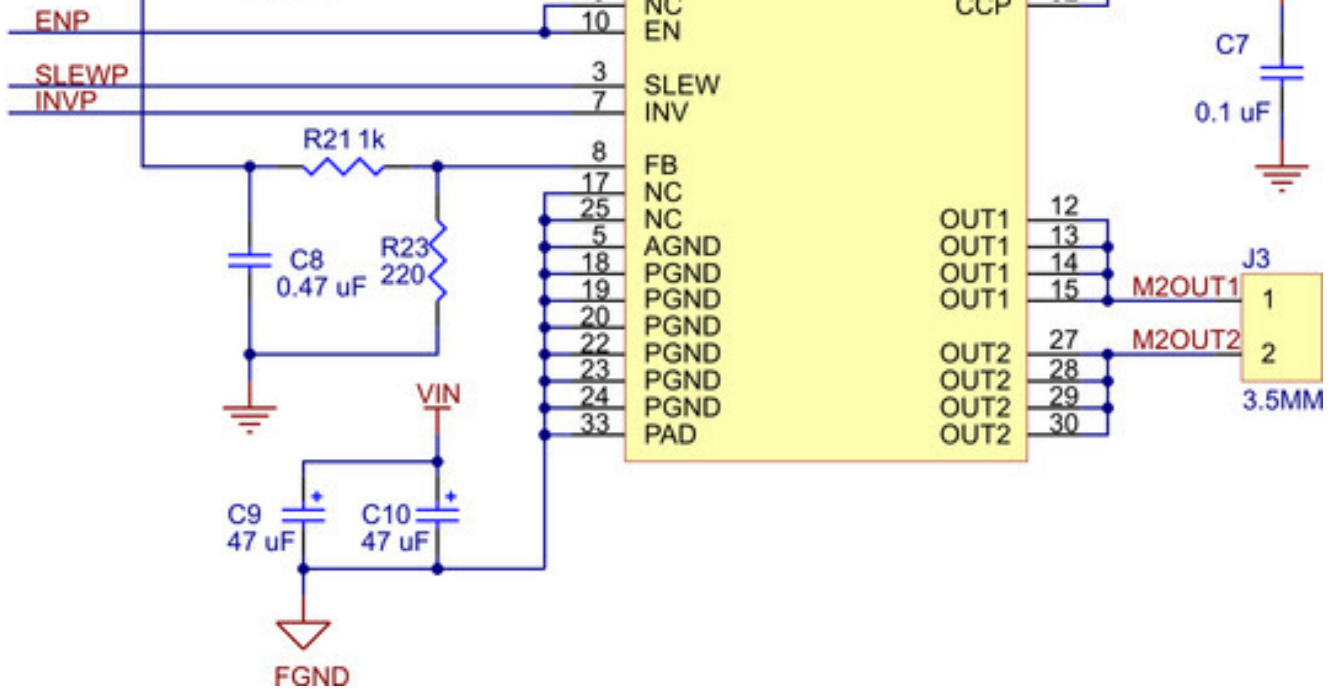 NC
CCP
ENP
10
EN
C7
SLEWP
3
SLEW
INVP
7
INV
0.1 uF
R21 1k
8
FB
17
NC
25
NC
12
OUT1
5
AGND
13
OUT1
C8
0.47 uF
R23
220
18
PGND
14
OUT1
J3
19
PGND
15
OUT1
M2OUT1
1
20
PGND
22
PGND
27
OUT2
M2OUT2
2
23
PGND
28
OUT2
VIN
24
PGND
29
OUT2
3.5MM
33
PAD
30
OUT2
C9
47 uF
C10
47 uF
FGND